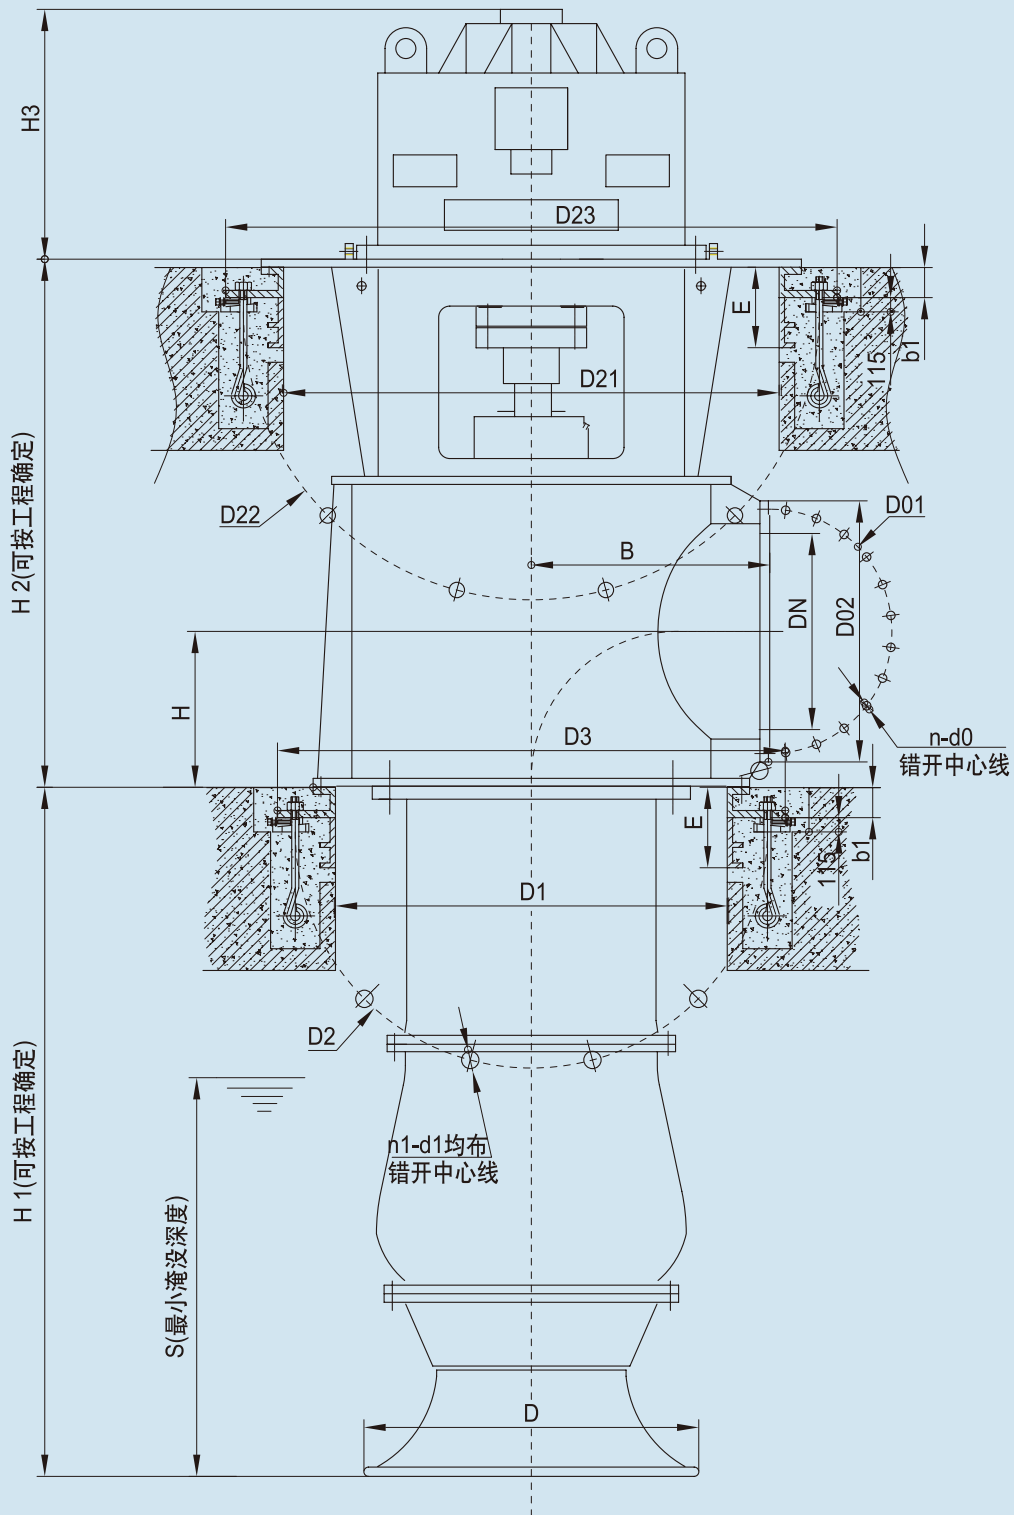 H3
D23
E
115
b1
D21
H 2(可按工程确定)
D22
D01
B
DN
D02
H
D3
n-d0
错开中心线
E
115
b1
D1
D2
H 1(可按工程确定)
n1-d1均布
错开中心线
S(最小淹没深度)
D